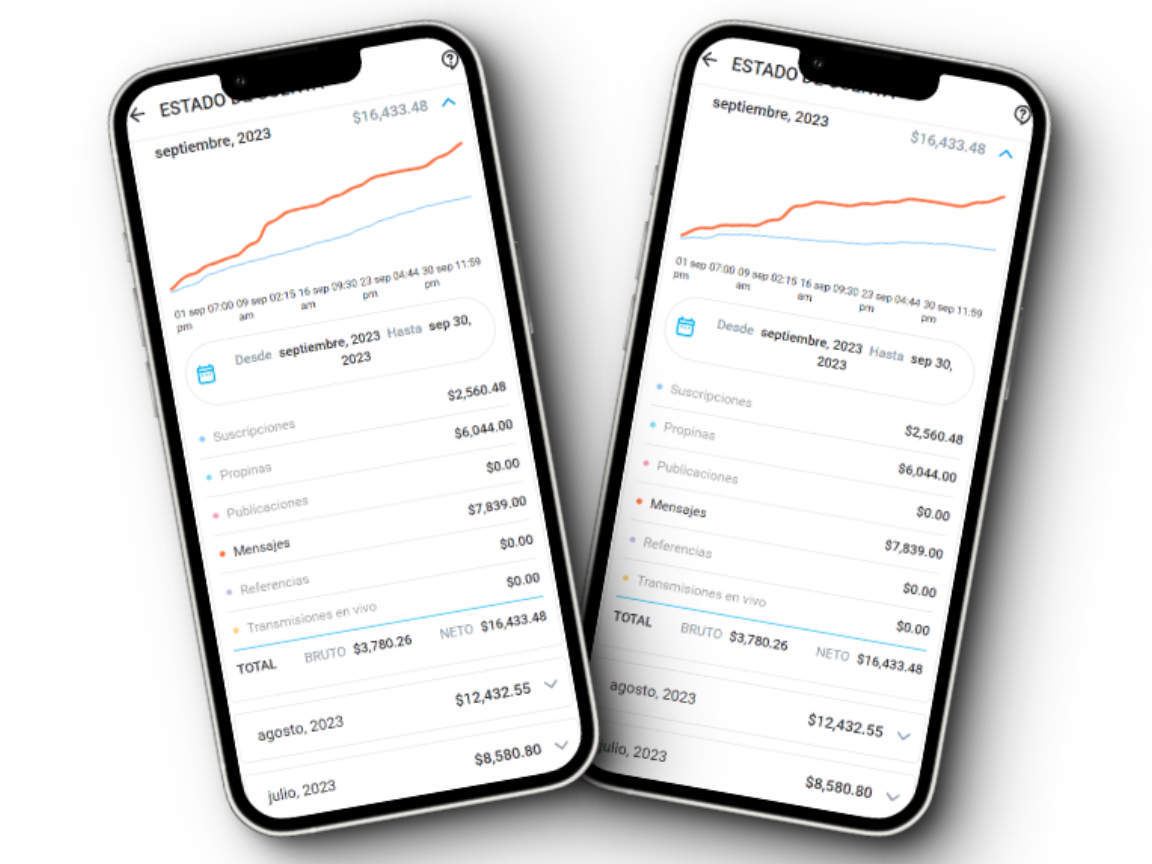 ESTADO
septiembre, 2023
$16,433.48
01 sep 07:00 pm
09 sep 02:15 am
16 sep 09:30 am
23 sep 04:44 pm
30 sep 11:59 pm
Desde septiembre, 2023 Hasta sep 30,
2023
Suscripciones $2,560.48
Propinas $6,044.00
Publicaciones $0.00
Mensajes $7,839.00
Referencias $0.00
Transmisiones en vivo $0.00
TOTAL BRUTO $3,780.26 NETO $16,433.48
agosto, 2023 $12,432.55
julio, 2023 $8,580.80
ESTADO
septiembre, 2023
$16,433.48
01 sep 07:00 pm
09 sep 02:15 am
16 sep 09:30 am
23 sep 04:44 pm
30 sep 11:59 pm
Desde septiembre, 2023 Hasta sep 30,
2023
Suscripciones $2,560.48
Propinas $6,044.00
Publicaciones $0.00
Mensajes $7,839.00
Referencias $0.00
Transmisiones en vivo $0.00
TOTAL BRUTO $3,780.26 NETO $16,433.48
agosto, 2023 $12,432.55
julio, 2023 $8,580.80